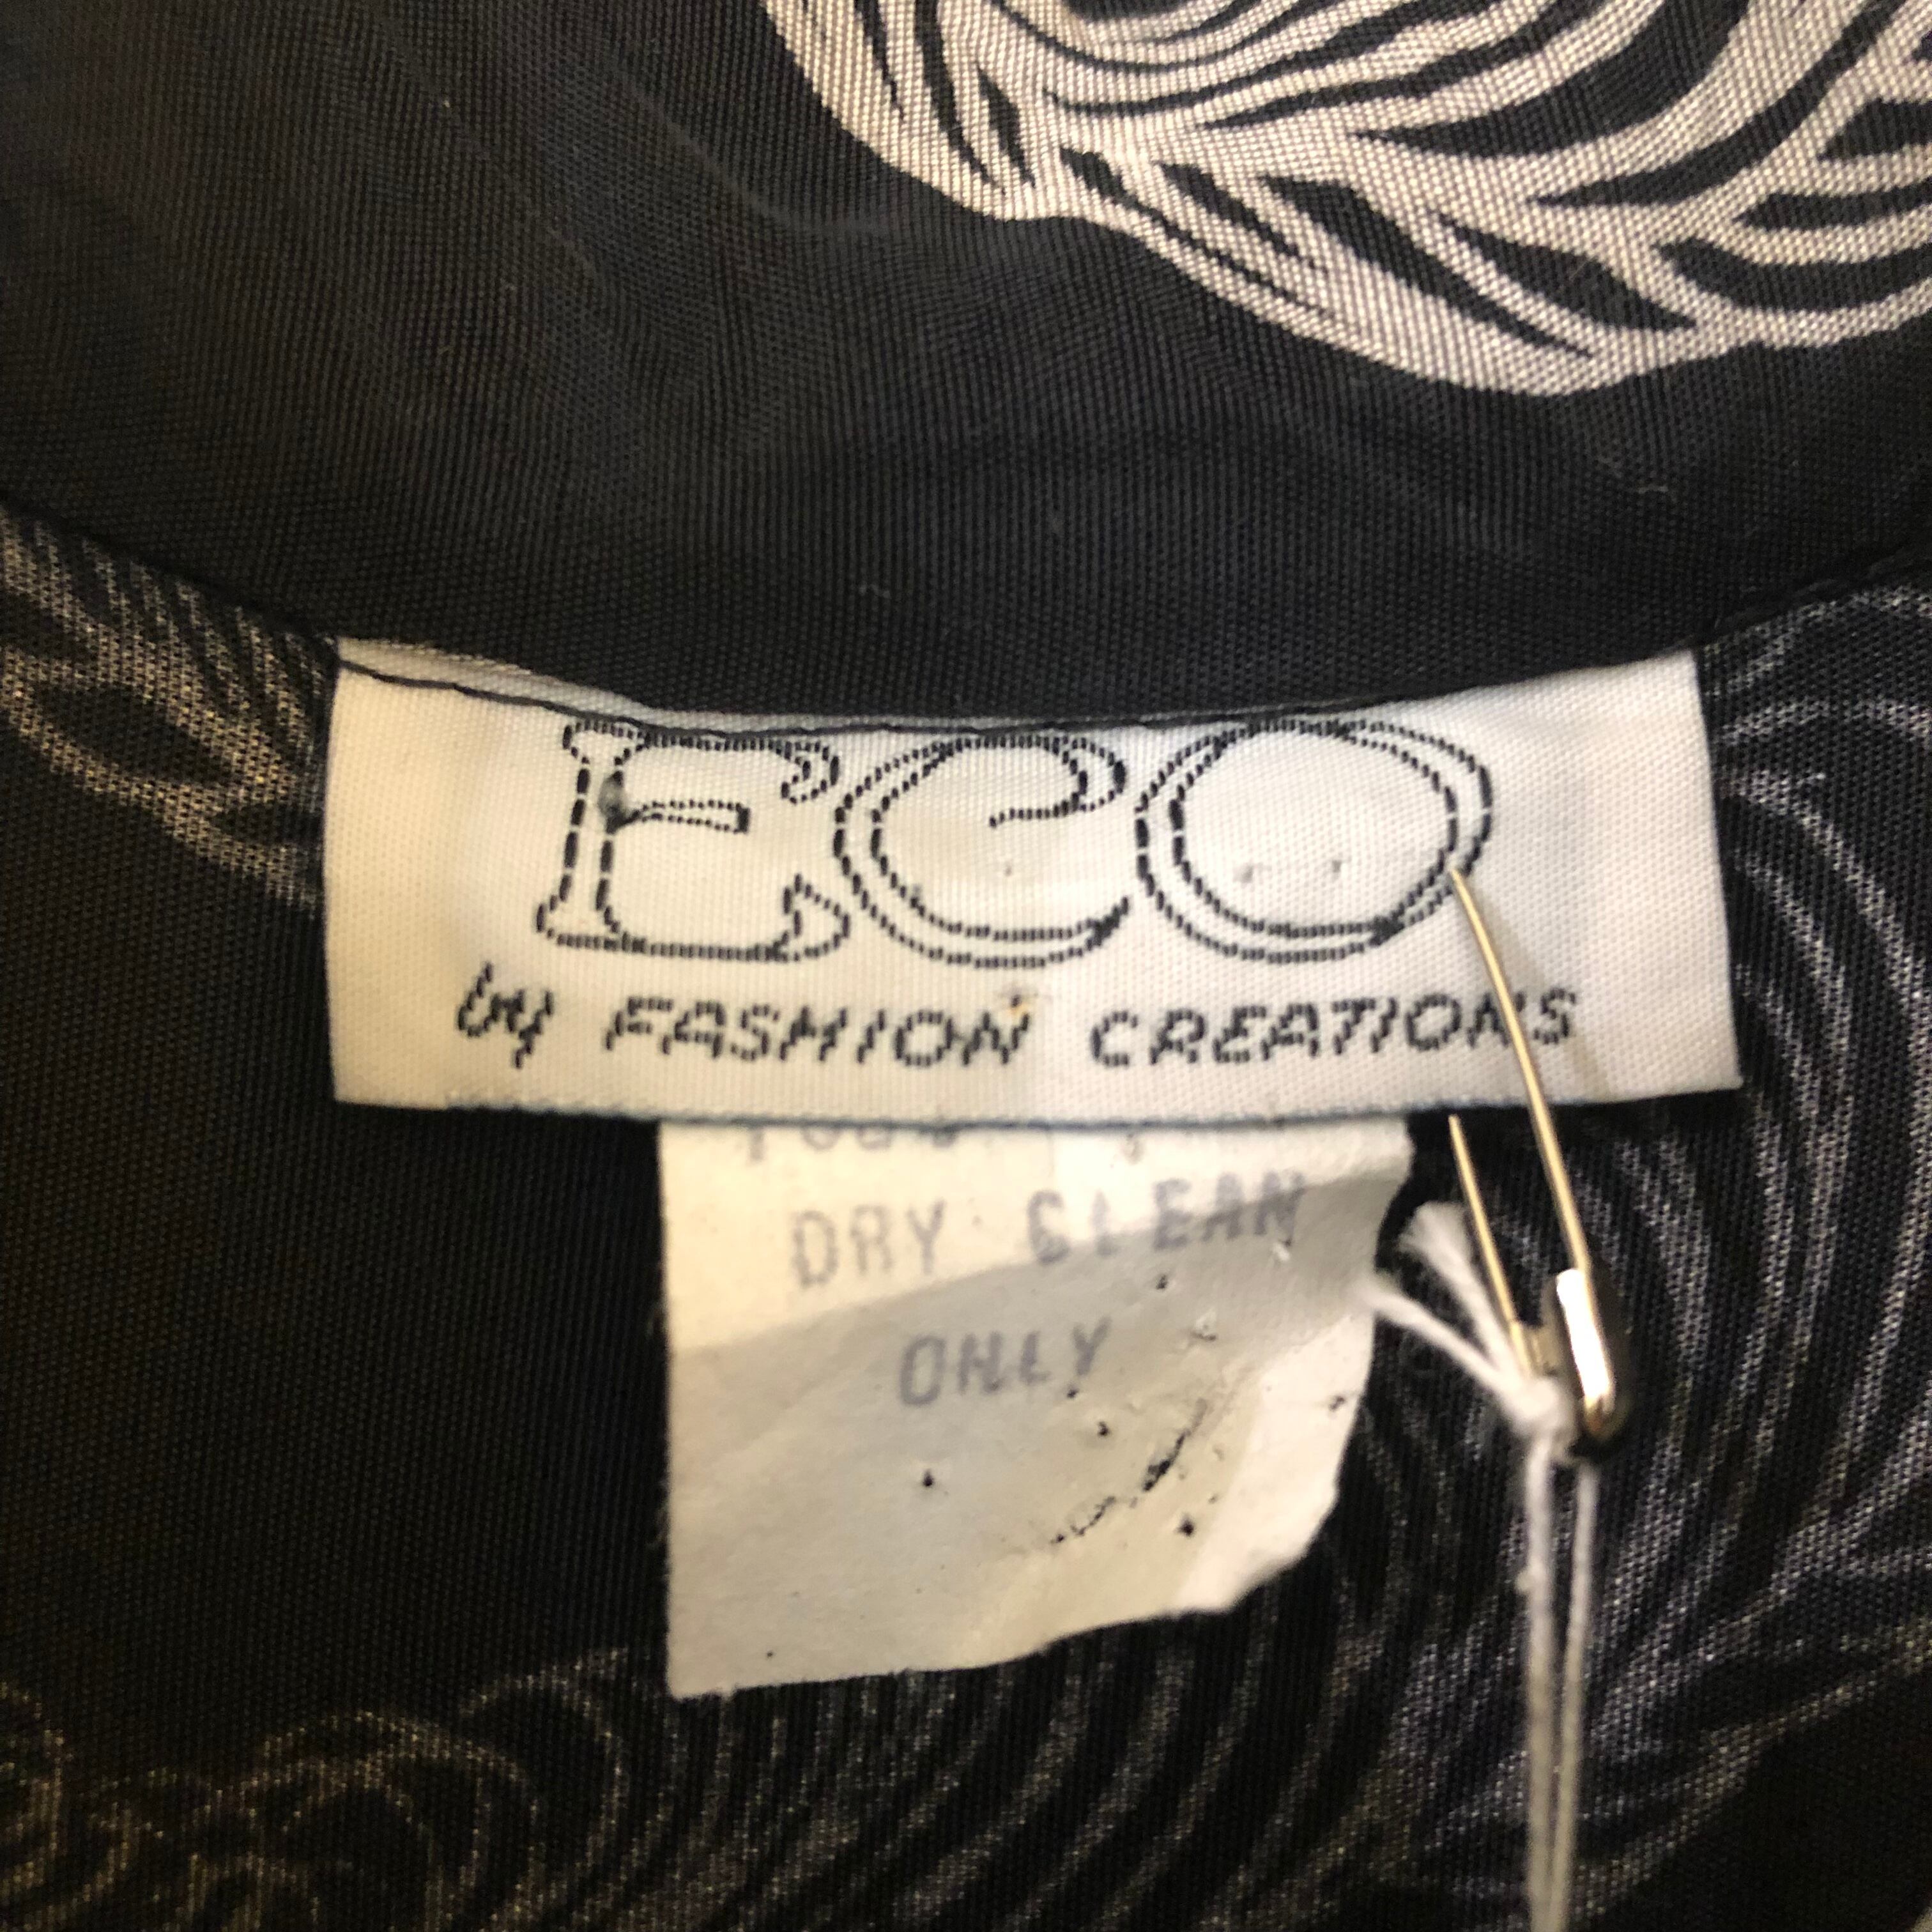 ECO
by FASHION CREATIONS
DRY CLEAN
ONLY